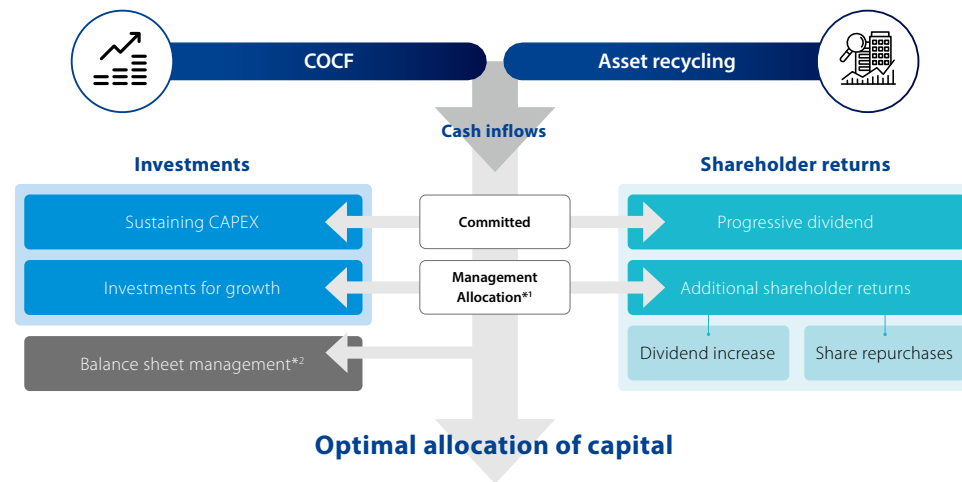 COCF
Asset recycling
Cash inflows
Investments
Shareholder returns
Sustaining CAPEX
Committed
Progressive dividend
Investments for growth
Management
Allocation*1
Additional shareholder returns
Balance sheet management*2
Dividend increase
Share repurchases
Optimal allocation of capital